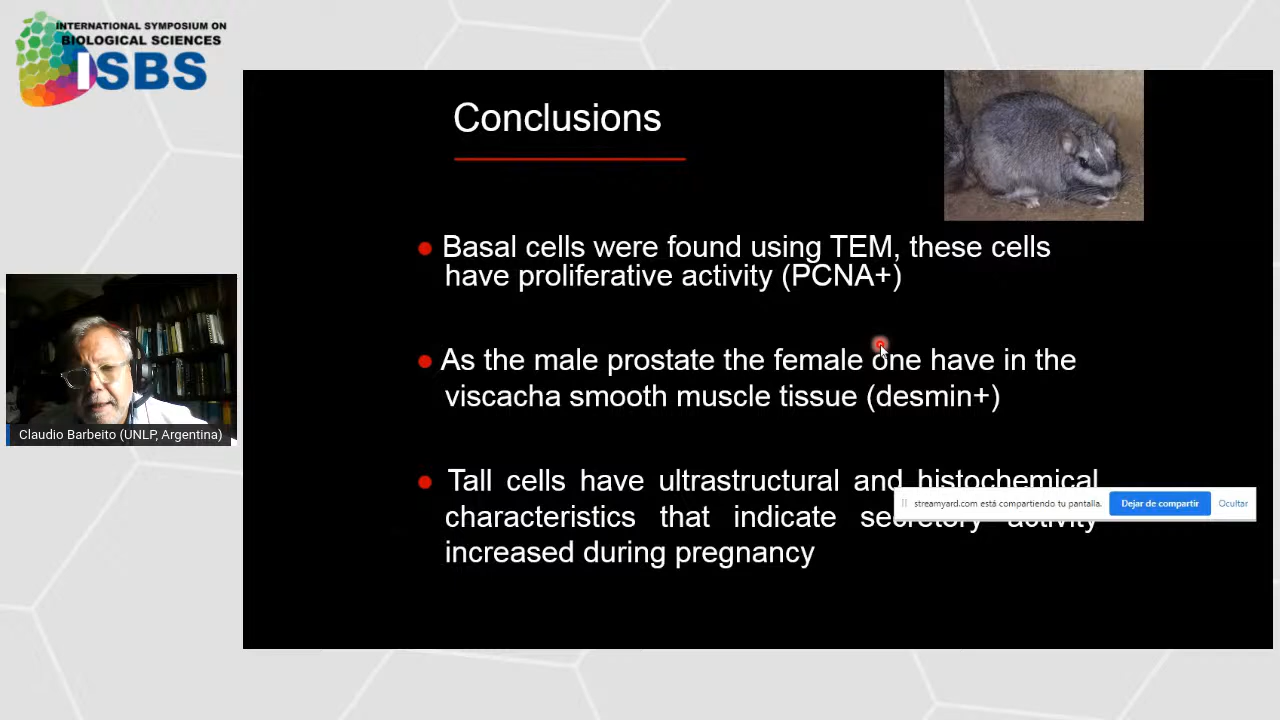 INTERNATIONAL SYMPOSIUM ON
BIOLOGICAL SCIENCES
ISBS
Conclusions
Basal cells were found using TEM, these cells
have proliferative activity (PCNA+)
As the male prostate the female one have in the
viscacha smooth muscle tissue (desmin+)
Tall cells have ultrastructural and histochemical
characteristics that indicate secretory activity
increased during pregnancy
streamyard.com está compartiendo tu pantalla.
Dejar de compartir
Ocultar
Claudio Barbeito (UNLP, Argentina)